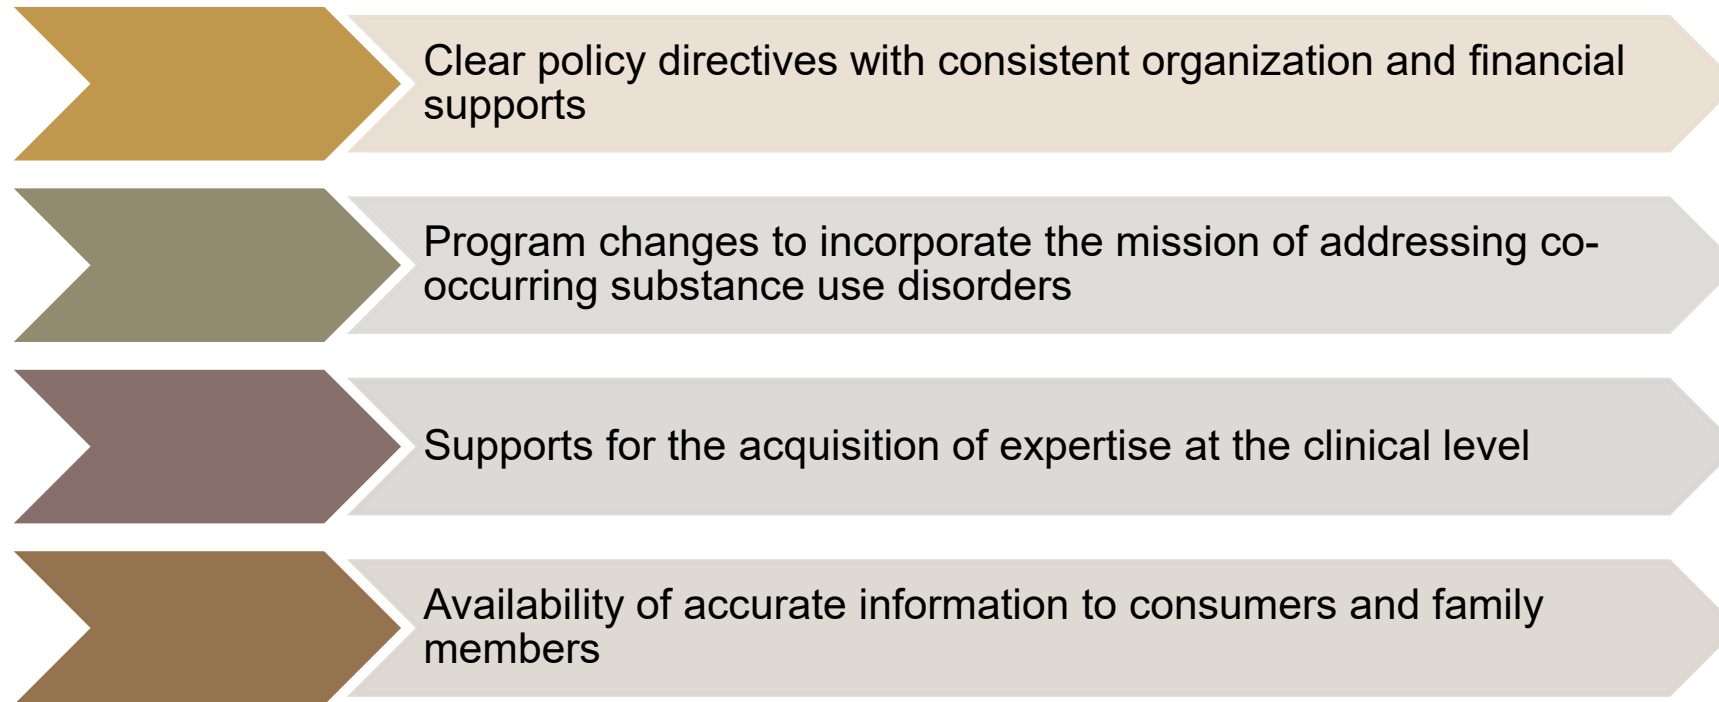 Clear policy directives with consistent organization and financial
supports
Program changes to incorporate the mission of addressing co-
occurring substance use disorders
Supports for the acquisition of expertise at the clinical level
Availability of accurate information to consumers and family
members